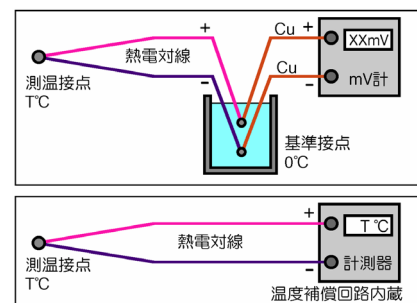 +
Cu
+
XXmV
熱電対線
測温接点
T℃
Cu
-
-
mV計
基準接点
0℃
+
T℃
熱電対線
測温接点
T℃
-
計測器
温度補償回路内蔵